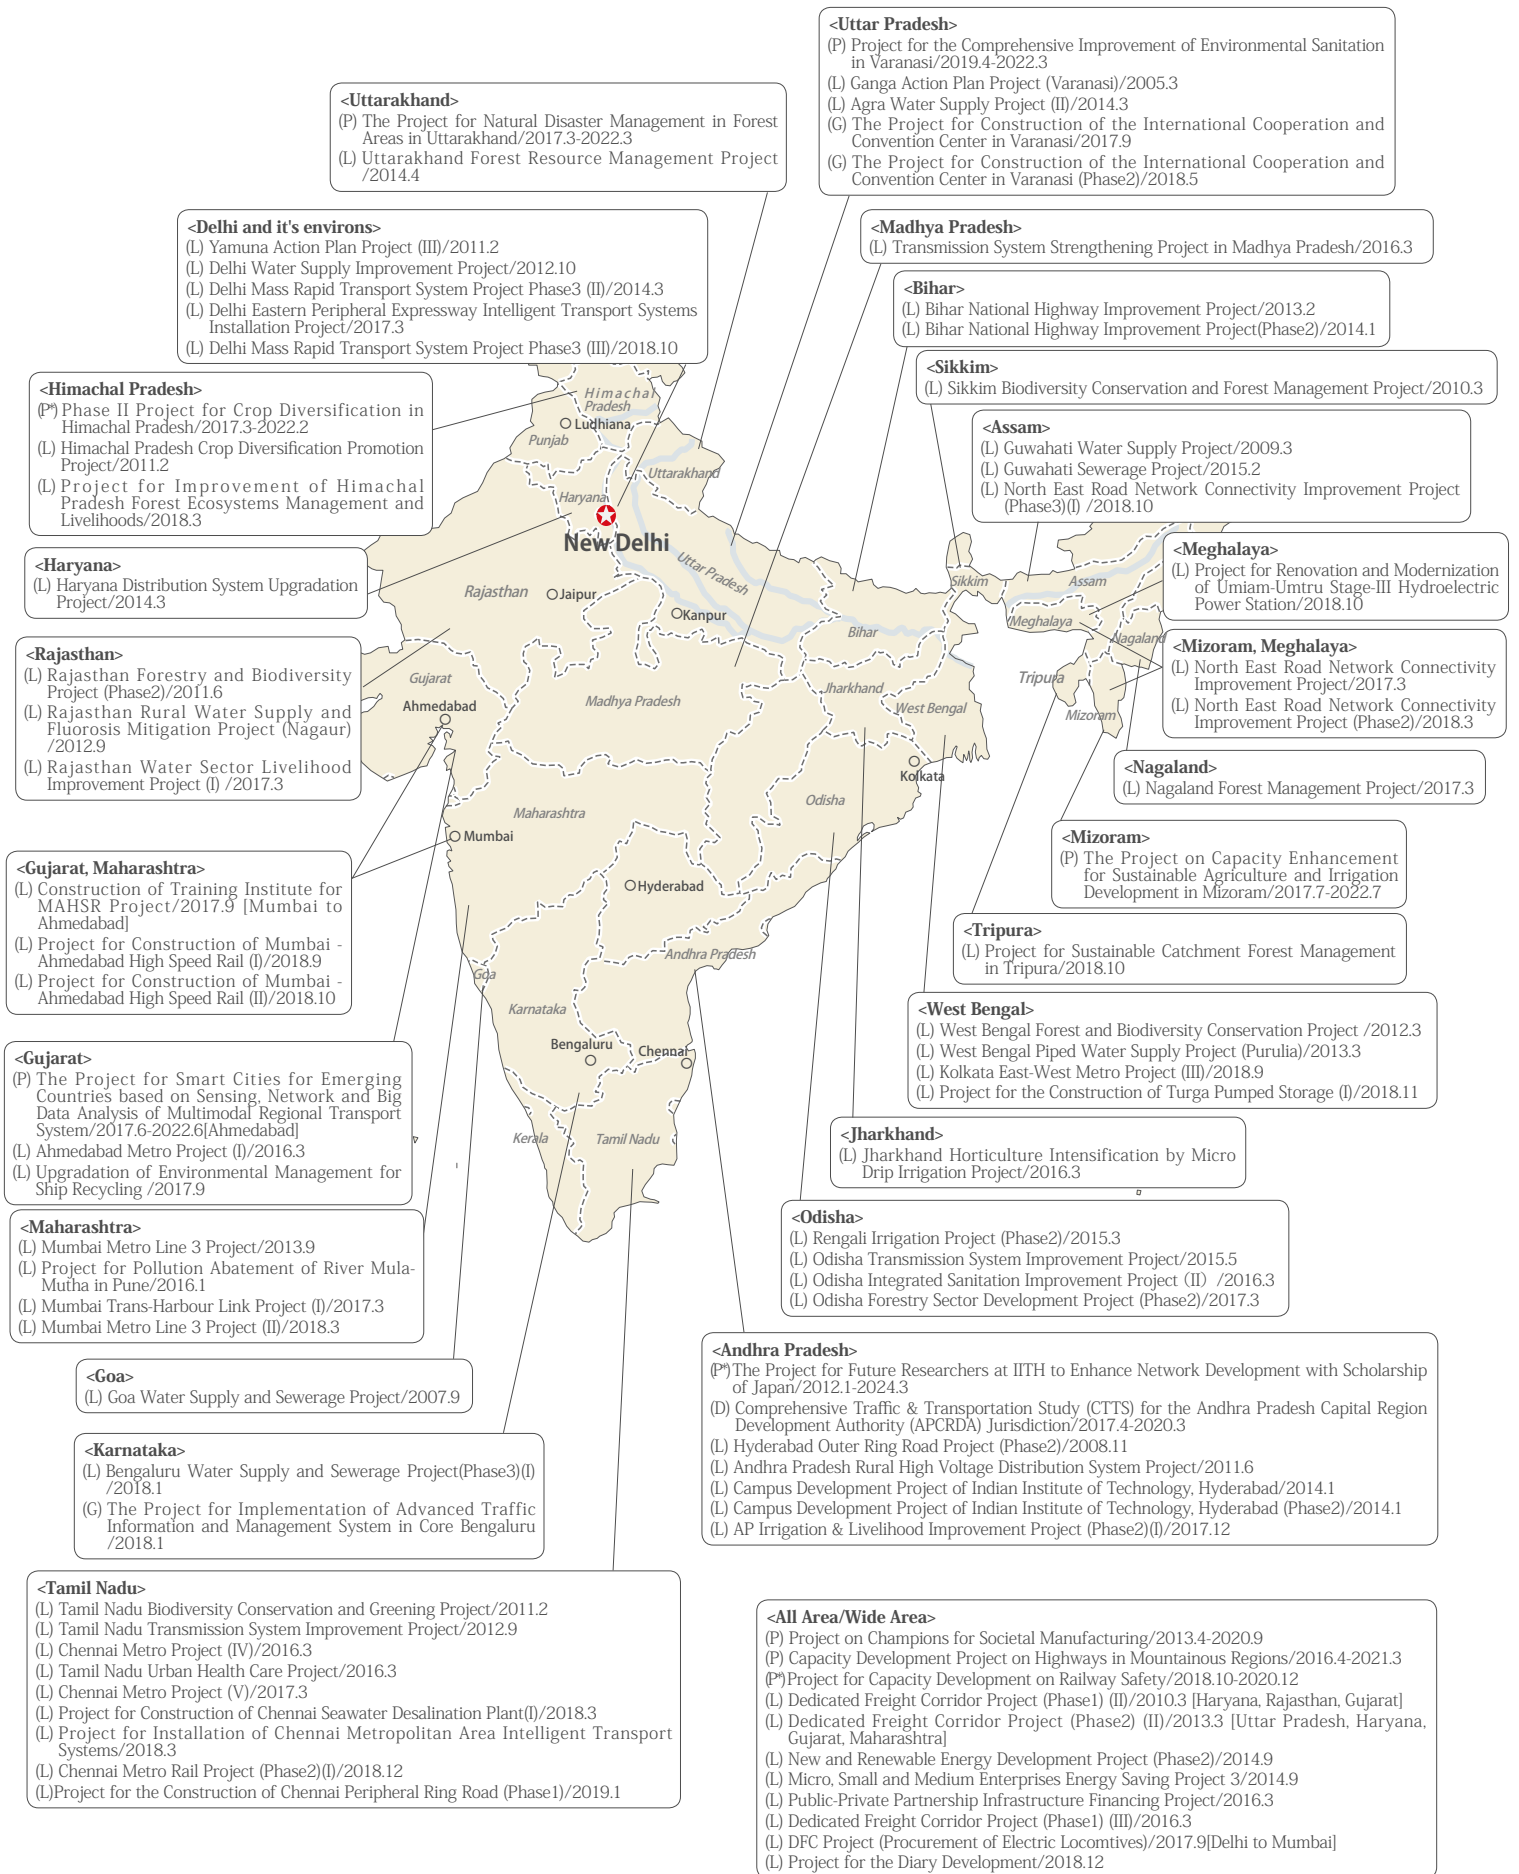 <Uttar Pradesh>
(P) Project for the Comprehensive Improvement of Environmental Sanitation
in Varanasi/2019.4-2022.3
(L) Ganga Action Plan Project (Varanasi)/2005.3
(L) Agra Water Supply Project (II)/2014.3
(G) The Project for Construction of the International Cooperation and
Convention Center in Varanasi/2017.9
(G) The Project for Construction of the International Cooperation and
Convention Center in Varanasi (Phase2)/2018.5
<Uttarakhand>
(P) The Project for Natural Disaster Management in Forest
Areas in Uttarakhand/2017.3-2022.3
(L) Uttarakhand Forest Resource Management Project
/2014.4
<Delhi and it's environs>
(L) Yamuna Action Plan Project (III)/2011.2
(L) Delhi Water Supply Improvement Project/2012.10
(L) Delhi Mass Rapid Transport System Project Phase3 (II)/2014.3
(L) Delhi Eastern Peripheral Expressway Intelligent Transport Systems
Installation Project/2017.3
(L) Delhi Mass Rapid Transport System Project Phase3 (III)/2018.10
<Madhya Pradesh>
(L) Transmission System Strengthening Project in Madhya Pradesh/2016.3
<Bihar>
(L) Bihar National Highway Improvement Project/2013.2
(L) Bihar National Highway Improvement Project(Phase2)/2014.1
<Sikkim>
(L) Sikkim Biodiversity Conservation and Forest Management Project/2010.3
<Himachal Pradesh>
(P*) Phase II Project for Crop Diversification in
Himachal Pradesh/2017.3-2022.2
(L) Himachal Pradesh Crop Diversification Promotion
Project/2011.2
(L) Project for Improvement of Himachal
Pradesh Forest Ecosystems Management and
Livelihoods/2018.3
<Assam>
(L) Guwahati Water Supply Project/2009.3
(L) Guwahati Sewerage Project/2015.2
(L) North East Road Network Connectivity Improvement Project
(Phase3)(I) /2018.10
<Haryana>
(L) Haryana Distribution System Upgradation
Project/2014.3
<Meghalaya>
(L) Project for Renovation and Modernization
of Umiam-Umtru Stage-III Hydroelectric
Power Station/2018.10
<Rajasthan>
(L) Rajasthan Forestry and Biodiversity
Project (Phase2)/2011.6
(L) Rajasthan Rural Water Supply and
Fluorosis Mitigation Project (Nagaur)
/2012.9
(L) Rajasthan Water Sector Livelihood
Improvement Project (I) /2017.3
<Mizoram, Meghalaya>
(L) North East Road Network Connectivity
Improvement Project/2017.3
(L) North East Road Network Connectivity
Improvement Project (Phase2)/2018.3
<Nagaland>
(L) Nagaland Forest Management Project/2017.3
<Mizoram>
(P) The Project on Capacity Enhancement
for Sustainable Agriculture and Irrigation
Development in Mizoram/2017.7-2022.7
<Gujarat, Maharashtra>
(L) Construction of Training Institute for
MAHSR Project/2017.9 [Mumbai to
Ahmedabad]
(L) Project for Construction of Mumbai -
Ahmedabad High Speed Rail (I)/2018.9
(L) Project for Construction of Mumbai -
Ahmedabad High Speed Rail (II)/2018.10
<Tripura>
(L) Project for Sustainable Catchment Forest Management
in Tripura/2018.10
<West Bengal>
(L) West Bengal Forest and Biodiversity Conservation Project /2012.3
(L) West Bengal Piped Water Supply Project (Purulia)/2013.3
(L) Kolkata East-West Metro Project (III)/2018.9
(L) Project for the Construction of Turga Pumped Storage (I)/2018.11
<Gujarat>
(P) The Project for Smart Cities for Emerging
Countries based on Sensing, Network and Big
Data Analysis of Multimodal Regional Transport
System/2017.6-2022.6[Ahmedabad]
(L) Ahmedabad Metro Project (I)/2016.3
(L) Upgradation of Environmental Management for
Ship Recycling /2017.9
<Jharkhand>
(L) Jharkhand Horticulture Intensification by Micro
Drip Irrigation Project/2016.3
<Maharashtra>
(L) Mumbai Metro Line 3 Project/2013.9
(L) Project for Pollution Abatement of River Mula-
Mutha in Pune/2016.1
(L) Mumbai Trans-Harbour Link Project (I)/2017.3
(L) Mumbai Metro Line 3 Project (II)/2018.3
<Odisha>
(L) Rengali Irrigation Project (Phase2)/2015.3
(L) Odisha Transmission System Improvement Project/2015.5
(L) Odisha Integrated Sanitation Improvement Project (II) /2016.3
(L) Odisha Forestry Sector Development Project (Phase2)/2017.3
<Goa>
(L) Goa Water Supply and Sewerage Project/2007.9
<Andhra Pradesh>
(P*)The Project for Future Researchers at IITH to Enhance Network Development with Scholarship
of Japan/2012.1-2024.3
(D) Comprehensive Traffic & Transportation Study (CTTS) for the Andhra Pradesh Capital Region
Development Authority (APCRDA) Jurisdiction/2017.4-2020.3
(L) Hyderabad Outer Ring Road Project (Phase2)/2008.11
(L) Andhra Pradesh Rural High Voltage Distribution System Project/2011.6
(L) Campus Development Project of Indian Institute of Technology, Hyderabad/2014.1
(L) Campus Development Project of Indian Institute of Technology, Hyderabad (Phase2)/2014.1
(L) AP Irrigation & Livelihood Improvement Project (Phase2)(I)/2017.12
<Karnataka>
(L) Bengaluru Water Supply and Sewerage Project(Phase3)(I)
/2018.1
(G) The Project for Implementation of Advanced Traffic
Information and Management System in Core Bengaluru
/2018.1
<Tamil Nadu>
(L) Tamil Nadu Biodiversity Conservation and Greening Project/2011.2
(L) Tamil Nadu Transmission System Improvement Project/2012.9
(L) Chennai Metro Project (IV)/2016.3
(L) Tamil Nadu Urban Health Care Project/2016.3
(L) Chennai Metro Project (V)/2017.3
(L) Project for Construction of Chennai Seawater Desalination Plant(I)/2018.3
(L) Project for Installation of Chennai Metropolitan Area Intelligent Transport
Systems/2018.3
(L) Chennai Metro Rail Project (Phase2)(I)/2018.12
(L)Project for the Construction of Chennai Peripheral Ring Road (Phase1)/2019.1
<All Area/Wide Area>
(P) Project on Champions for Societal Manufacturing/2013.4-2020.9
(P) Capacity Development Project on Highways in Mountainous Regions/2016.4-2021.3
(P*)Project for Capacity Development on Railway Safety/2018.10-2020.12
(L) Dedicated Freight Corridor Project (Phase1) (II)/2010.3 [Haryana, Rajasthan, Gujarat]
(L) Dedicated Freight Corridor Project (Phase2) (II)/2013.3 [Uttar Pradesh, Haryana,
Gujarat, Maharashtra]
(L) New and Renewable Energy Development Project (Phase2)/2014.9
(L) Micro, Small and Medium Enterprises Energy Saving Project 3/2014.9
(L) Public-Private Partnership Infrastructure Financing Project/2016.3
(L) Dedicated Freight Corridor Project (Phase1) (III)/2016.3
(L) DFC Project (Procurement of Electric Locomtives)/2017.9[Delhi to Mumbai]
(L) Project for the Diary Development/2018.12
Himachal
Pradesh
Ludhiana
Punjab
Uttarakhand
Haryana
New Delhi
Uttar Pradesh
Rajasthan
Jaipur
Kanpur
Sikkim
Assam
Meghalaya
Nagaland
Bihar
Tripura
Mizoram
Gujarat
Ahmedabad
Madhya Pradesh
Jharkhand
West Bengal
Kolkata
Odisha
Maharashtra
Mumbai
Hyderabad
Andhra Pradesh
Goa
Karnataka
Bengaluru
Chennai
Kerala
Tamil Nadu